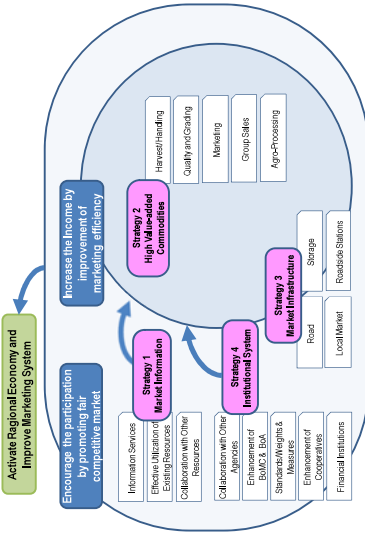 Activate Ragional Economy and
Improve Marketing System
Encourage the participation
by promoting fair
competitive market
Increase the Income by
improvement of
marketing efficiency
Strategy 1
Market Information
Information Services
Effective Utilization of
Existing Resources
Collaboration with Other
Resources
Strategy 2
High Value-added
Commodities
Harvest/Handling
Quality and Grading
Marketing
Group Sales
Agro-Processing
Strategy 4
Institutional System
Collaboration with Other
Agencies
Enhancement of
BoMC & BoA
Standards/Weights &
Measures
Enhancement of
Cooperatives
Financial Institutions
Strategy 3
Market Infrastructure
Road
Storage
Local Market
Roadside Stations